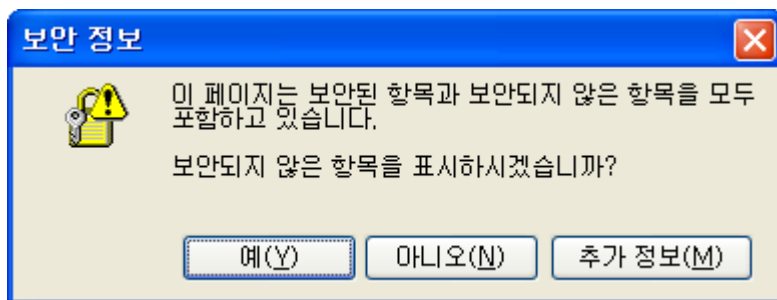 보안 정보
이 페이지는 보안된 항목과 보안되지 않은 항목을 모두
포함하고 있습니다.
보안되지 않은 항목을 표시하시겠습니까?
예(Y) 아니오(N) 추가 정보(M)